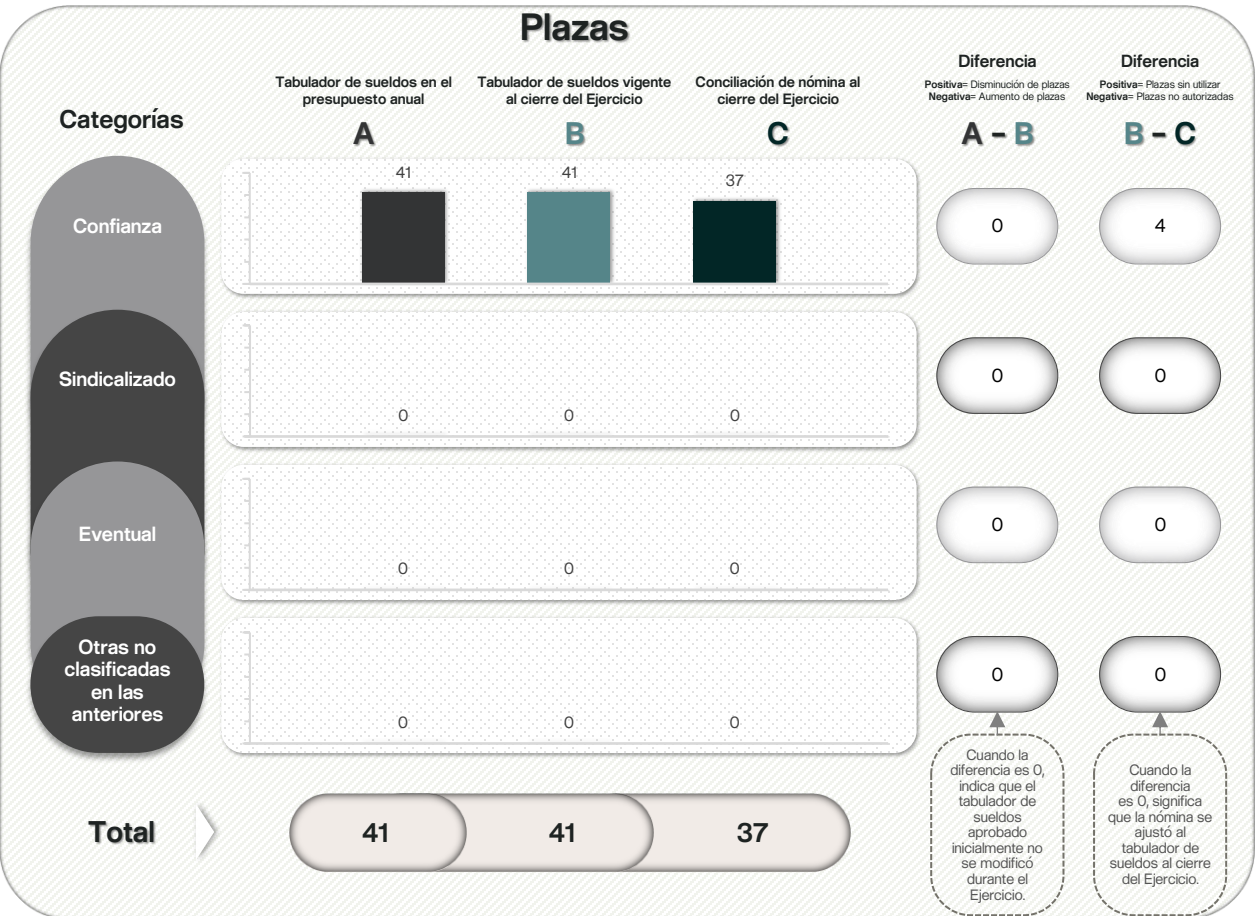 Plazas
Categorías
Tabulador de sueldos en el
presupuesto anual
A
Tabulador de sueldos vigente
al cierre del Ejercicio
B
Conciliación de nómina al
cierre del Ejercicio
C
Diferencia
Positiva= Disminución de plazas
Negativa= Aumento de plazas
A - B
Diferencia
Positiva= Plazas sin utilizar
Negativa= Plazas no autorizadas
B - C
Confianza
41
41
37
0
4
Sindicalizado
0
0
0
0
0
Eventual
0
0
0
0
0
Otras no
clasificadas
en las
anteriores
0
0
0
0
0
Total
41
41
37
Cuando la
diferencia es 0,
indica que el
tabulador de
sueldos
aprobado
inicialmente no
se modificó
durante el
Ejercicio.
Cuando la
diferencia
es 0, significa
que la nómina se
ajustó al
tabulador de
sueldos al cierre
del Ejercicio.